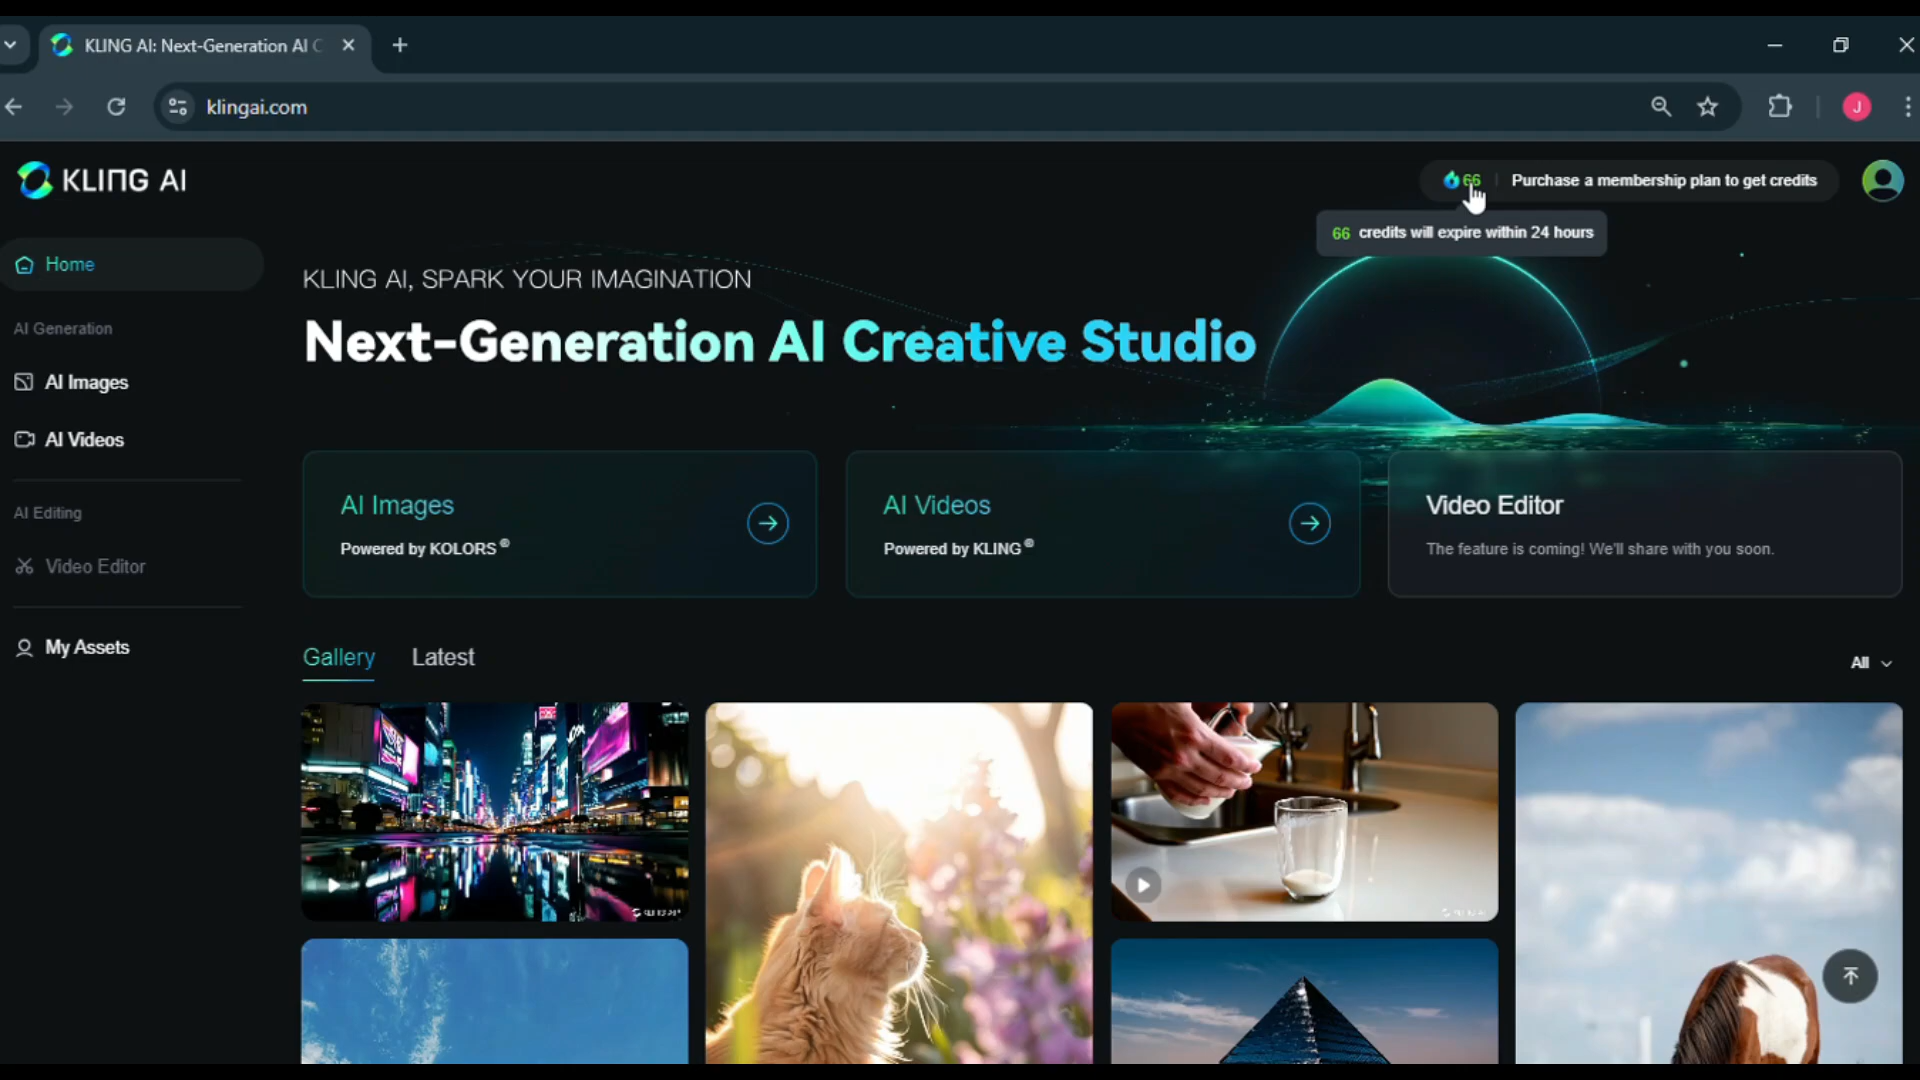 KLING AI: Next-Generation AI C
klingai.com
J
KLING AI
66
Purchase a membership plan to get credits
66 credits will expire within 24 hours
Home
AI Generation
AI Images
AI Videos
AI Editing
Video Editor
My Assets
KLING AI, SPARK YOUR IMAGINATION
Next-Generation AI Creative Studio
AI Images
Powered by KOLORS®
AI Videos
Powered by KLING®
Video Editor
The feature is coming! We'll share with you soon.
Gallery
Latest
All